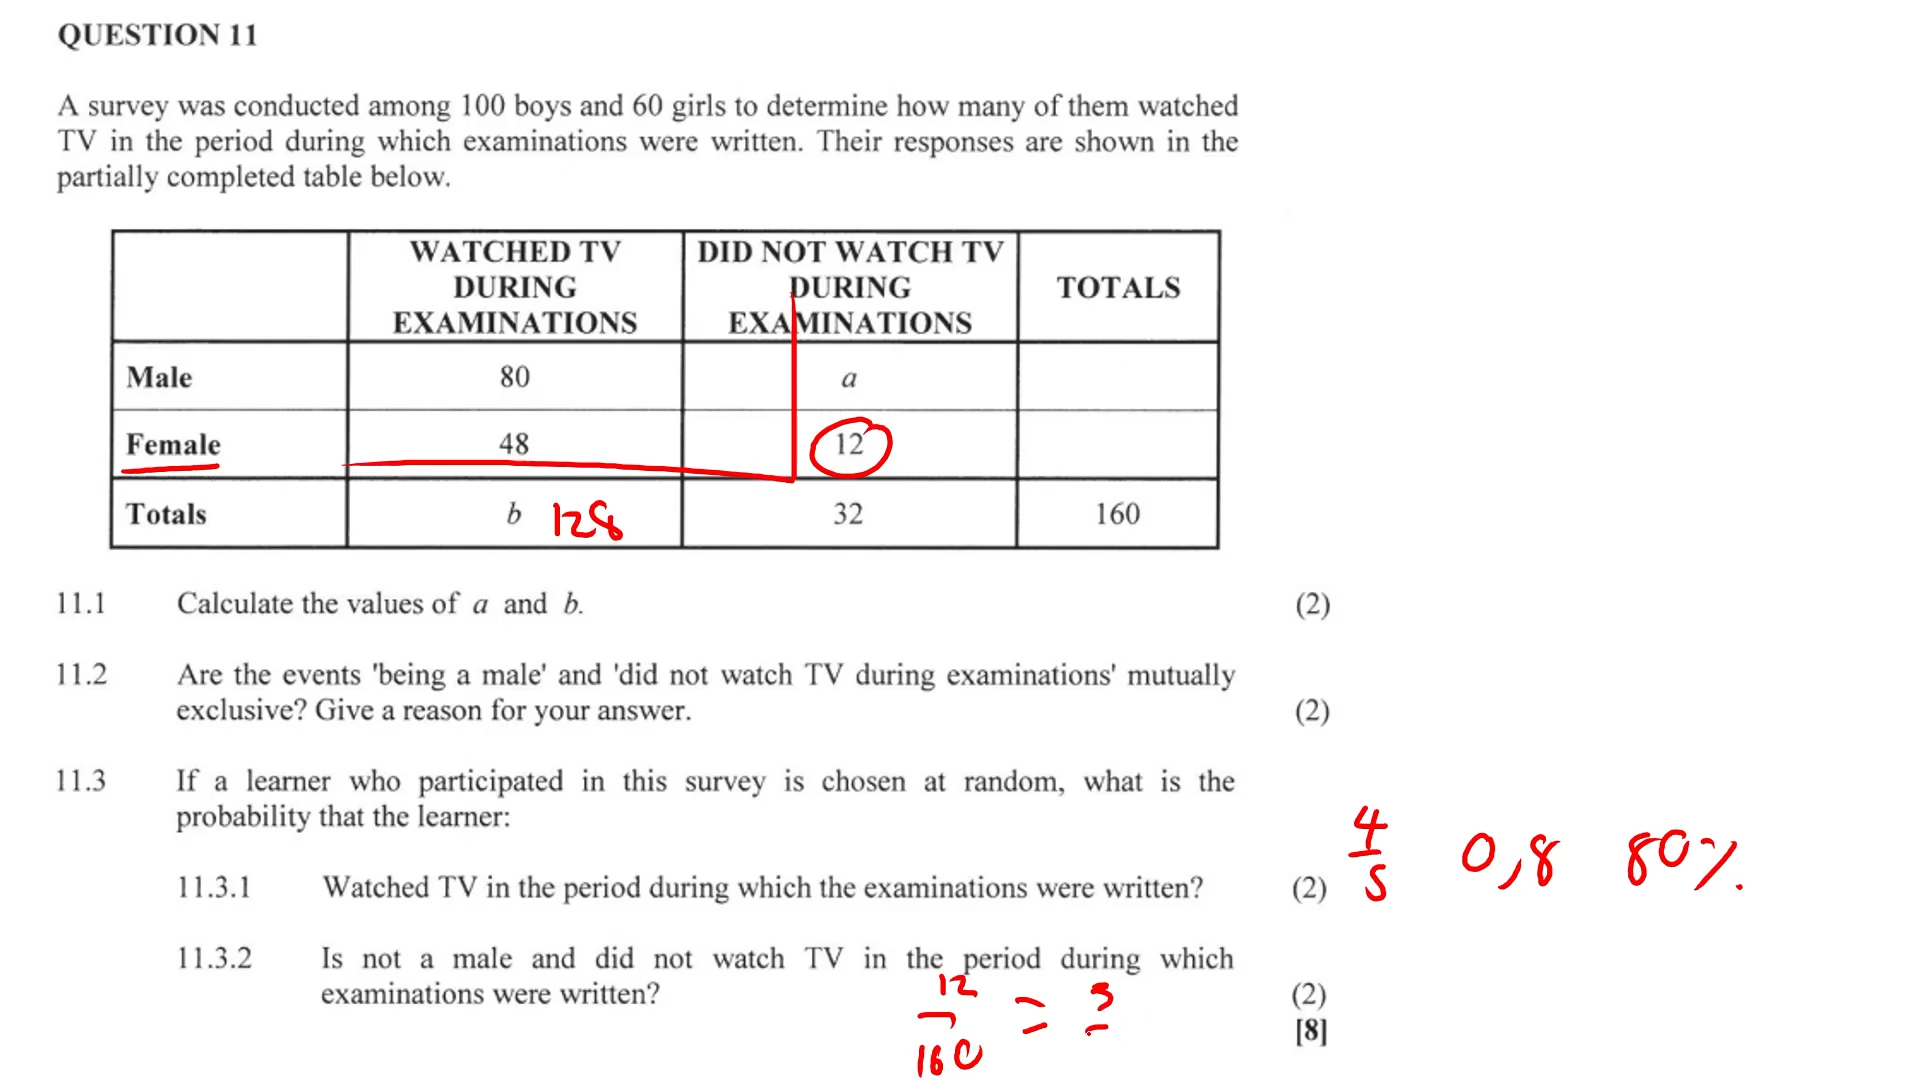 QUESTION 11
A survey was conducted among 100 boys and 60 girls to determine how many of them watched
TV in the period during which examinations were written. Their responses are shown in the
partially completed table below.
WATCHED TV DURING EXAMINATIONS
DID NOT WATCH TV DURING EXAMINATIONS
TOTALS
Male 80 a
Female 48 12
Totals b 128 32 160
11.1 Calculate the values of a and b. (2)
11.2 Are the events 'being a male' and 'did not watch TV during examinations' mutually
exclusive? Give a reason for your answer. (2)
11.3 If a learner who participated in this survey is chosen at random, what is the
probability that the learner:
11.3.1 Watched TV in the period during which the examinations were written? (2) 4/5 0,8 80%
11.3.2 Is not a male and did not watch TV in the period during which
examinations were written? (2)
12/160 = 3
[8]